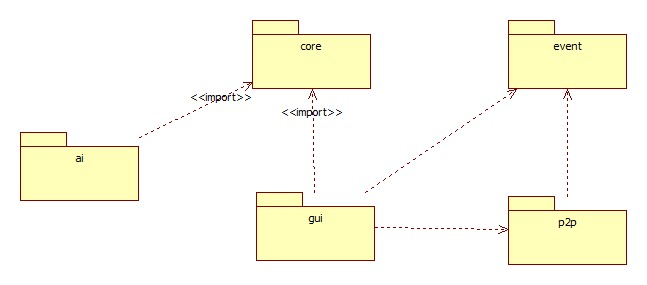 core
event
<<import>>
<<import>>
ai
gui
p2p